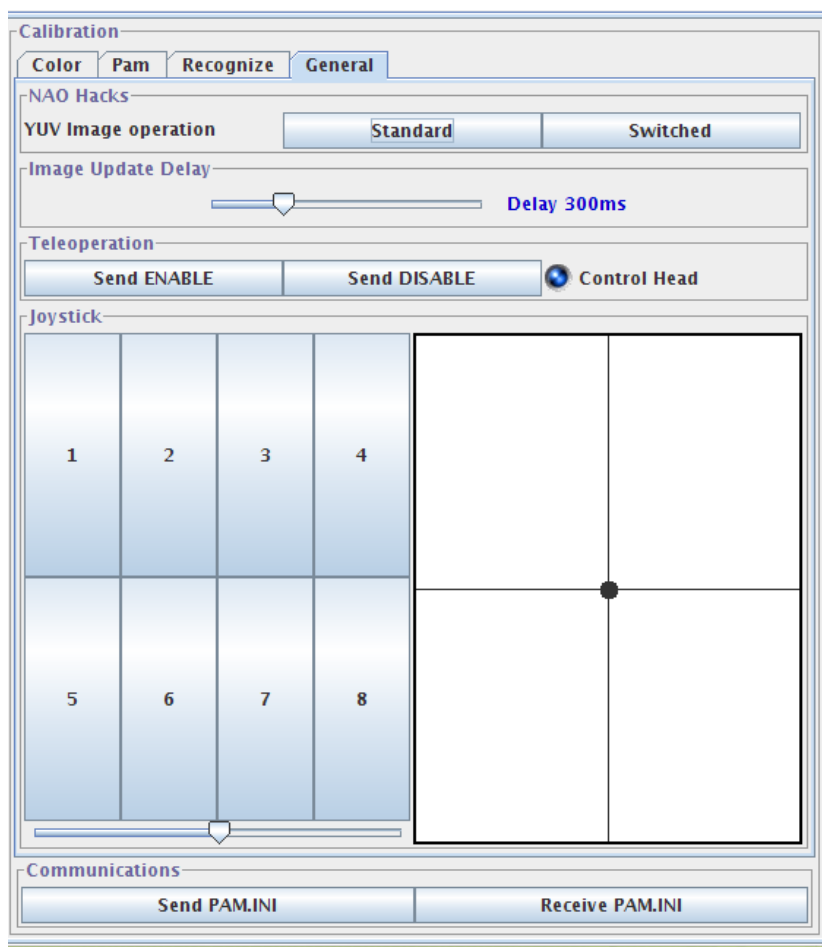 Calibration
Color Pam Recognize General
NAO Hacks
YUV Image operation Standard Switched
Image Update Delay
Delay 300ms
Teleoperation
Send ENABLE Send DISABLE Control Head
Joystick
1 2 3 4
5 6 7 8
Communications
Send PAM.INI Receive PAM.INI